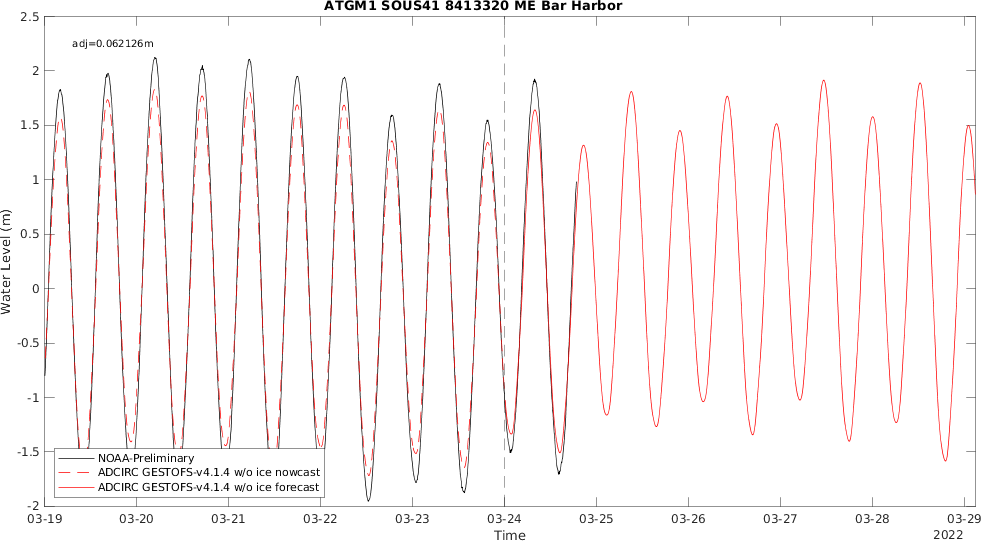 ATGM1 SOUS41 8413320 ME Bar Harbor
adj=0.062126m
2.5
2
1.5
1
0.5
0
-0.5
-1
-1.5
-2
Water Level (m)
NOAA-Preliminary
ADCIRC GESTOFS-v4.1.4 w/o ice nowcast
ADCIRC GESTOFS-v4.1.4 w/o ice forecast
03-19 03-20 03-21 03-22 03-23 03-24 03-25 03-26 03-27 03-28 03-29
Time
2022